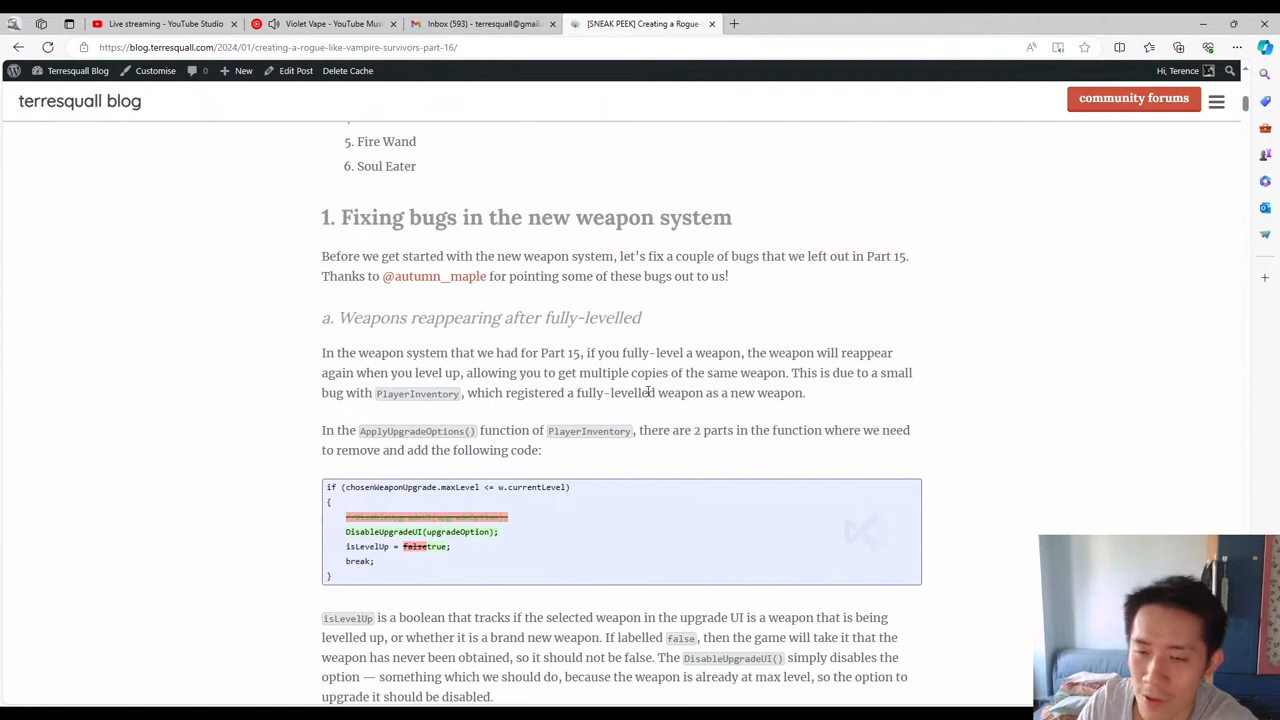 Live streaming - YouTube Studio
Violet Vape - YouTube Mus
Inbox (593) - terresquall@gmail.
[SNEAK PEEK] Creating a Rogue-
https://blog.terresquall.com/2024/01/creating-a-rogue-like-vampire-survivors-part-16/
Terresquall Blog Customise 0 New Edit Post Delete Cache Hi, Terence
terresquall blog
community forums
5. Fire Wand
6. Soul Eater
1. Fixing bugs in the new weapon system
Before we get started with the new weapon system, let's fix a couple of bugs that we left out in Part 15.
Thanks to @autumn_maple for pointing some of these bugs out to us!
a. Weapons reappearing after fully-levelled
In the weapon system that we had for Part 15, if you fully-level a weapon, the weapon will reappear
again when you level up, allowing you to get multiple copies of the same weapon. This is due to a small
bug with PlayerInventory, which registered a fully-levelled weapon as a new weapon.
In the ApplyUpgradeOptions() function of PlayerInventory, there are 2 parts in the function where we need
to remove and add the following code:
if (chosenWeaponUpgrade.maxLevel <= w.currentLevel)
{
//DisableUpgradeUI(upgradeOption);
DisableUpgradeUI(upgradeOption);
isLevelUp = falsetrue;
break;
}
isLevelUp is a boolean that tracks if the selected weapon in the upgrade UI is a weapon that is being
levelled up, or whether it is a brand new weapon. If labelled false, then the game will take it that the
weapon has never been obtained, so it should not be false. The DisableUpgradeUI() simply disables the
option — something which we should do, because the weapon is already at max level, so the option to
upgrade it should be disabled.